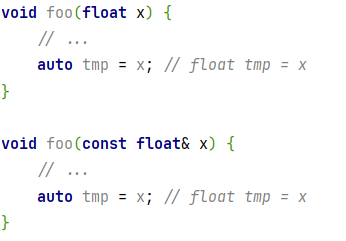 void foo(float x) {
// ...
auto tmp = x; // float tmp = x
}
void foo(const float& x) {
// ...
auto tmp = x; // float tmp = x
}